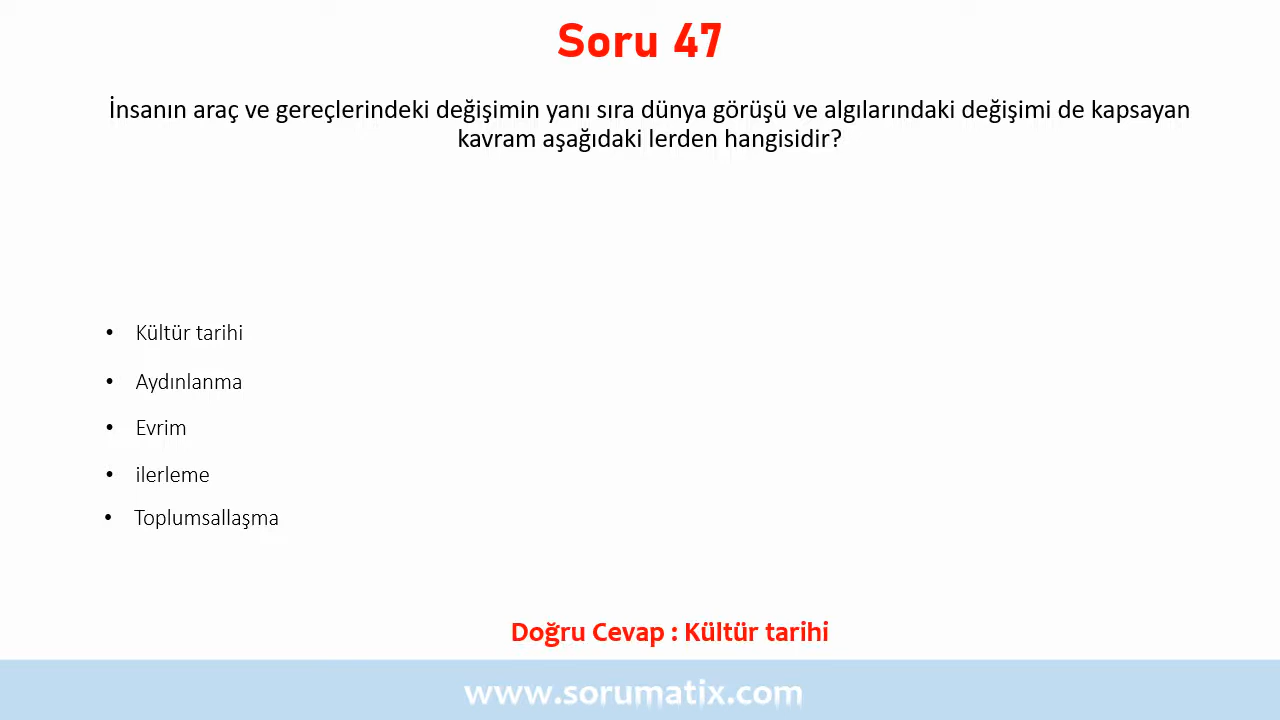 Soru 47
İnsanın araç ve gereçlerindeki değişimin yanı sıra dünya görüşü ve algılarındaki değişimi de kapsayan
kavram aşağıdaki lerden hangisidir?
• Kültür tarihi
• Aydınlanma
• Evrim
• ilerleme
• Toplumsallaşma
Doğru Cevap : Kültür tarihi
www.sorumatix.com